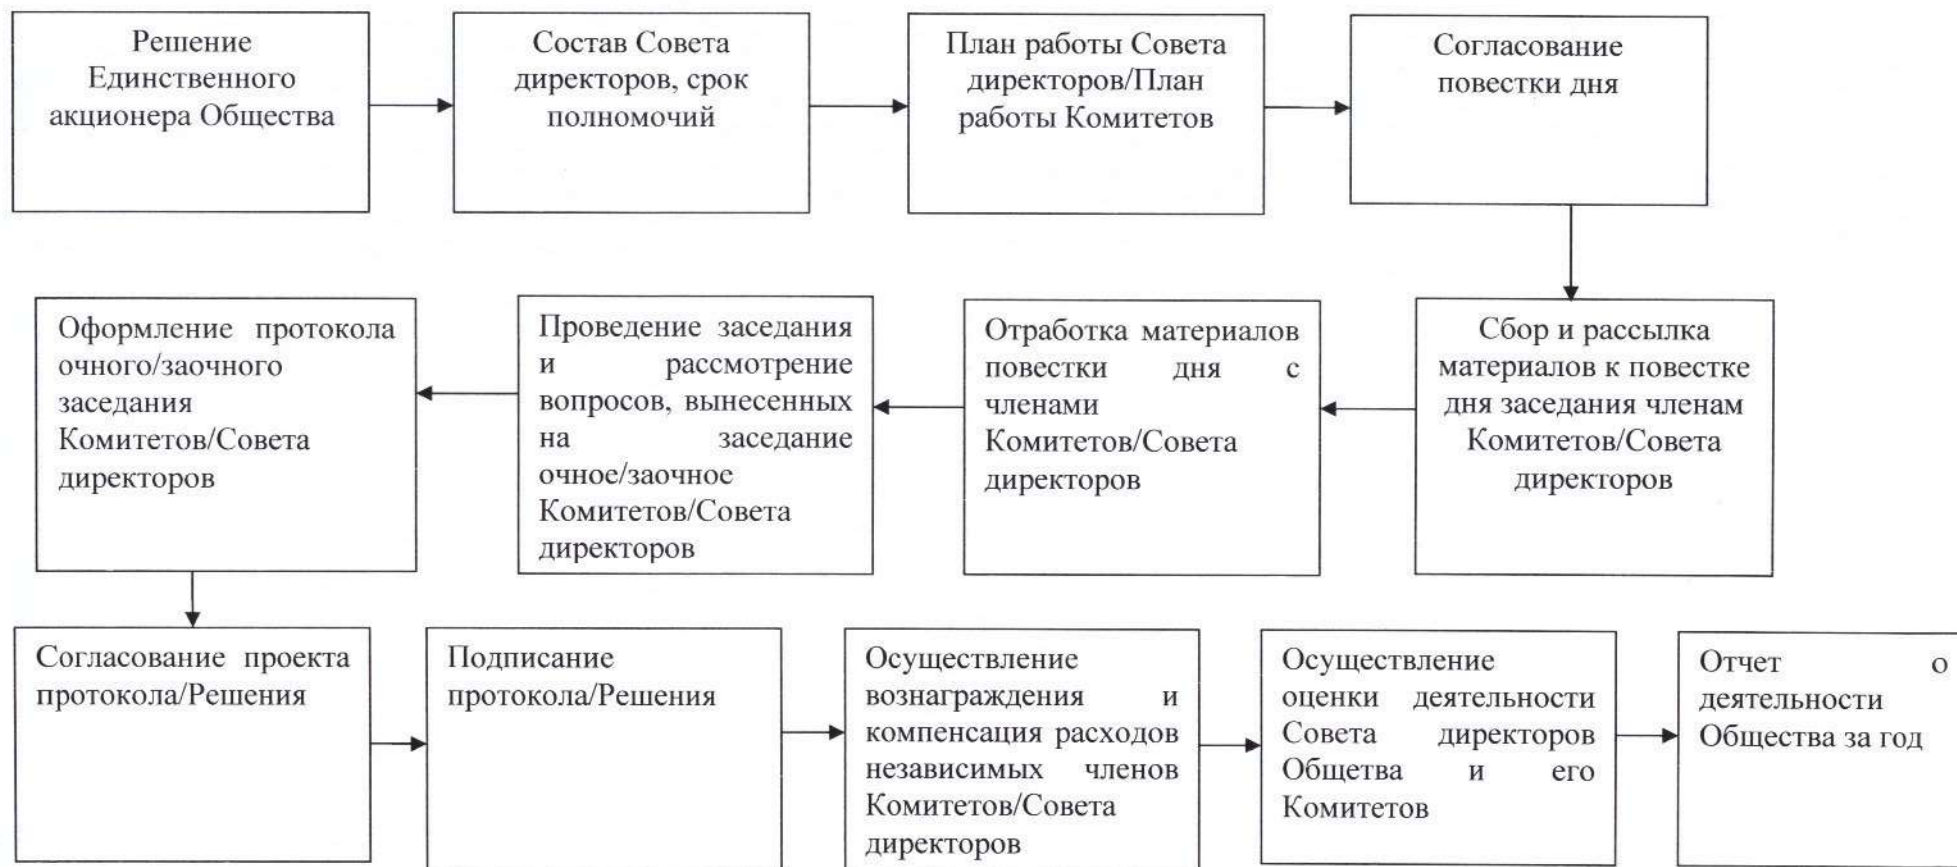 Решение
Единственного
акционера Общества
Состав Совета
директоров, срок
полномочий
План работы Совета
директоров/План
работы Комитетов
Согласование
повестки дня
Сбор и рассылка
материалов к повестке
дня заседания членам
Комитетов/Совета
директоров
Отработка материалов
повестки дня с
членами
Комитетов/Совета
директоров
Проведение заседания
и рассмотрение
вопросов, вынесенных
на заседание
очное/заочное
Комитетов/Совета
директоров
Оформление протокола
очного/заочного
заседания
Комитетов/Совета
директоров
Согласование проекта
протокола/Решения
Подписание
протокола/Решения
Осуществление
вознаграждения и
компенсация расходов
независимых членов
Комитетов/Совета
директоров
Осуществление
оценки деятельности
Совета директоров
Общетва и его
Комитетов
Отчет о
деятельности
Общества за год